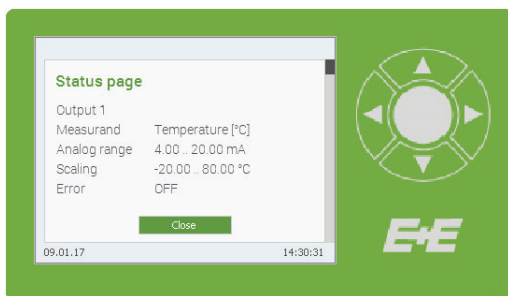 Status page
Output 1
Measurand Temperature [°C]
Analog range 4.00 .. 20.00 mA
Scaling -20.00 .. 80.00 °C
Error OFF
Close
09.01.17 14:30:31
E+E